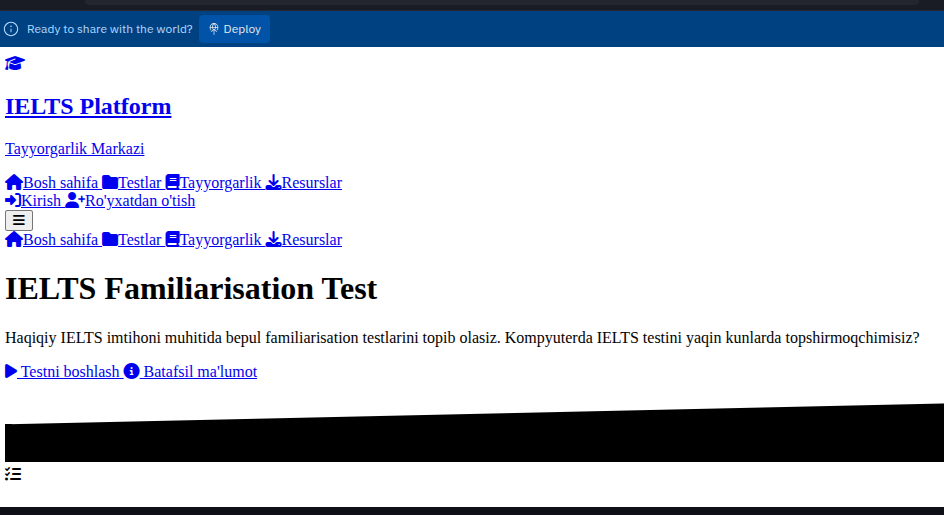 Ready to share with the world? Deploy
IELTS Platform
Tayyorgarlik Markazi
Bosh sahifa Testlar Tayyorgarlik Resurslar
Kirish Ro'yxatdan o'tish
Bosh sahifa Testlar Tayyorgarlik Resurslar
IELTS Familiarisation Test
Haqiqiy IELTS imtihoni muhitida bepul familiarisation testlarini topib olasiz. Kompyuterda IELTS testini yaqin kunlarda topshirmoqchimisiz?
Testni boshlash Batafsil ma'lumot